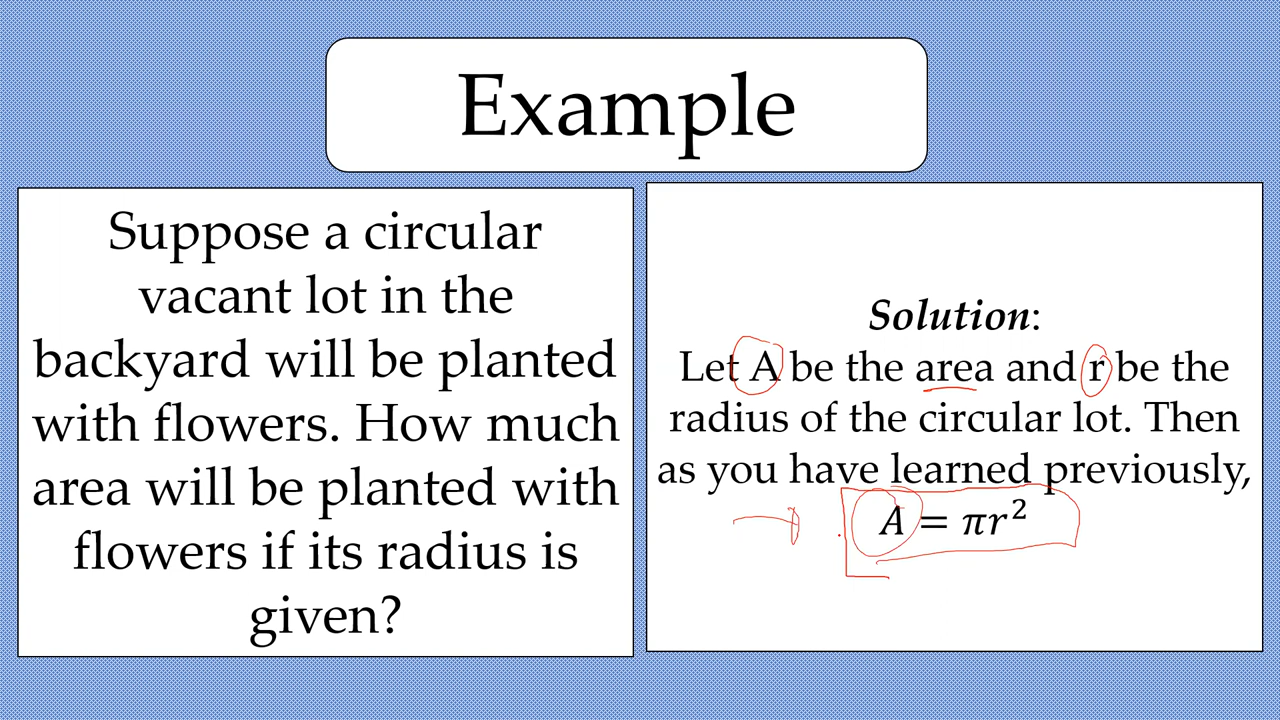 Example
Suppose a circular
vacant lot in the
backyard will be planted
with flowers. How much
area will be planted with
flowers if its radius is
given?
Solution:
Let A be the area and r be the
radius of the circular lot. Then
as you have learned previously,
A = πr²